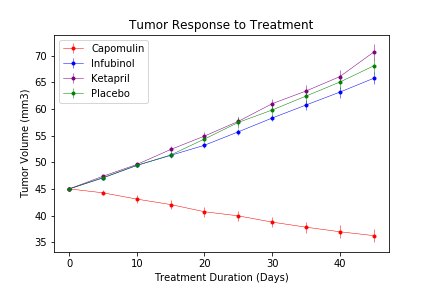 Tumor Response to Treatment
Capomulin
Infubinol
Ketapril
Placebo
Tumor Volume (mm3)
70
65
60
55
50
45
40
35
0
10
20
30
40
Treatment Duration (Days)